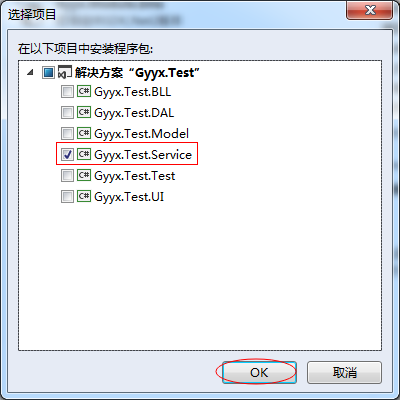 选择项目
在以下项目中安装程序包:
解决方案“Gyyx.Test”
C# Gyyx.Test.BLL
C# Gyyx.Test.DAL
C# Gyyx.Test.Model
C# Gyyx.Test.Service
C# Gyyx.Test.Test
C# Gyyx.Test.UI
OK 取消